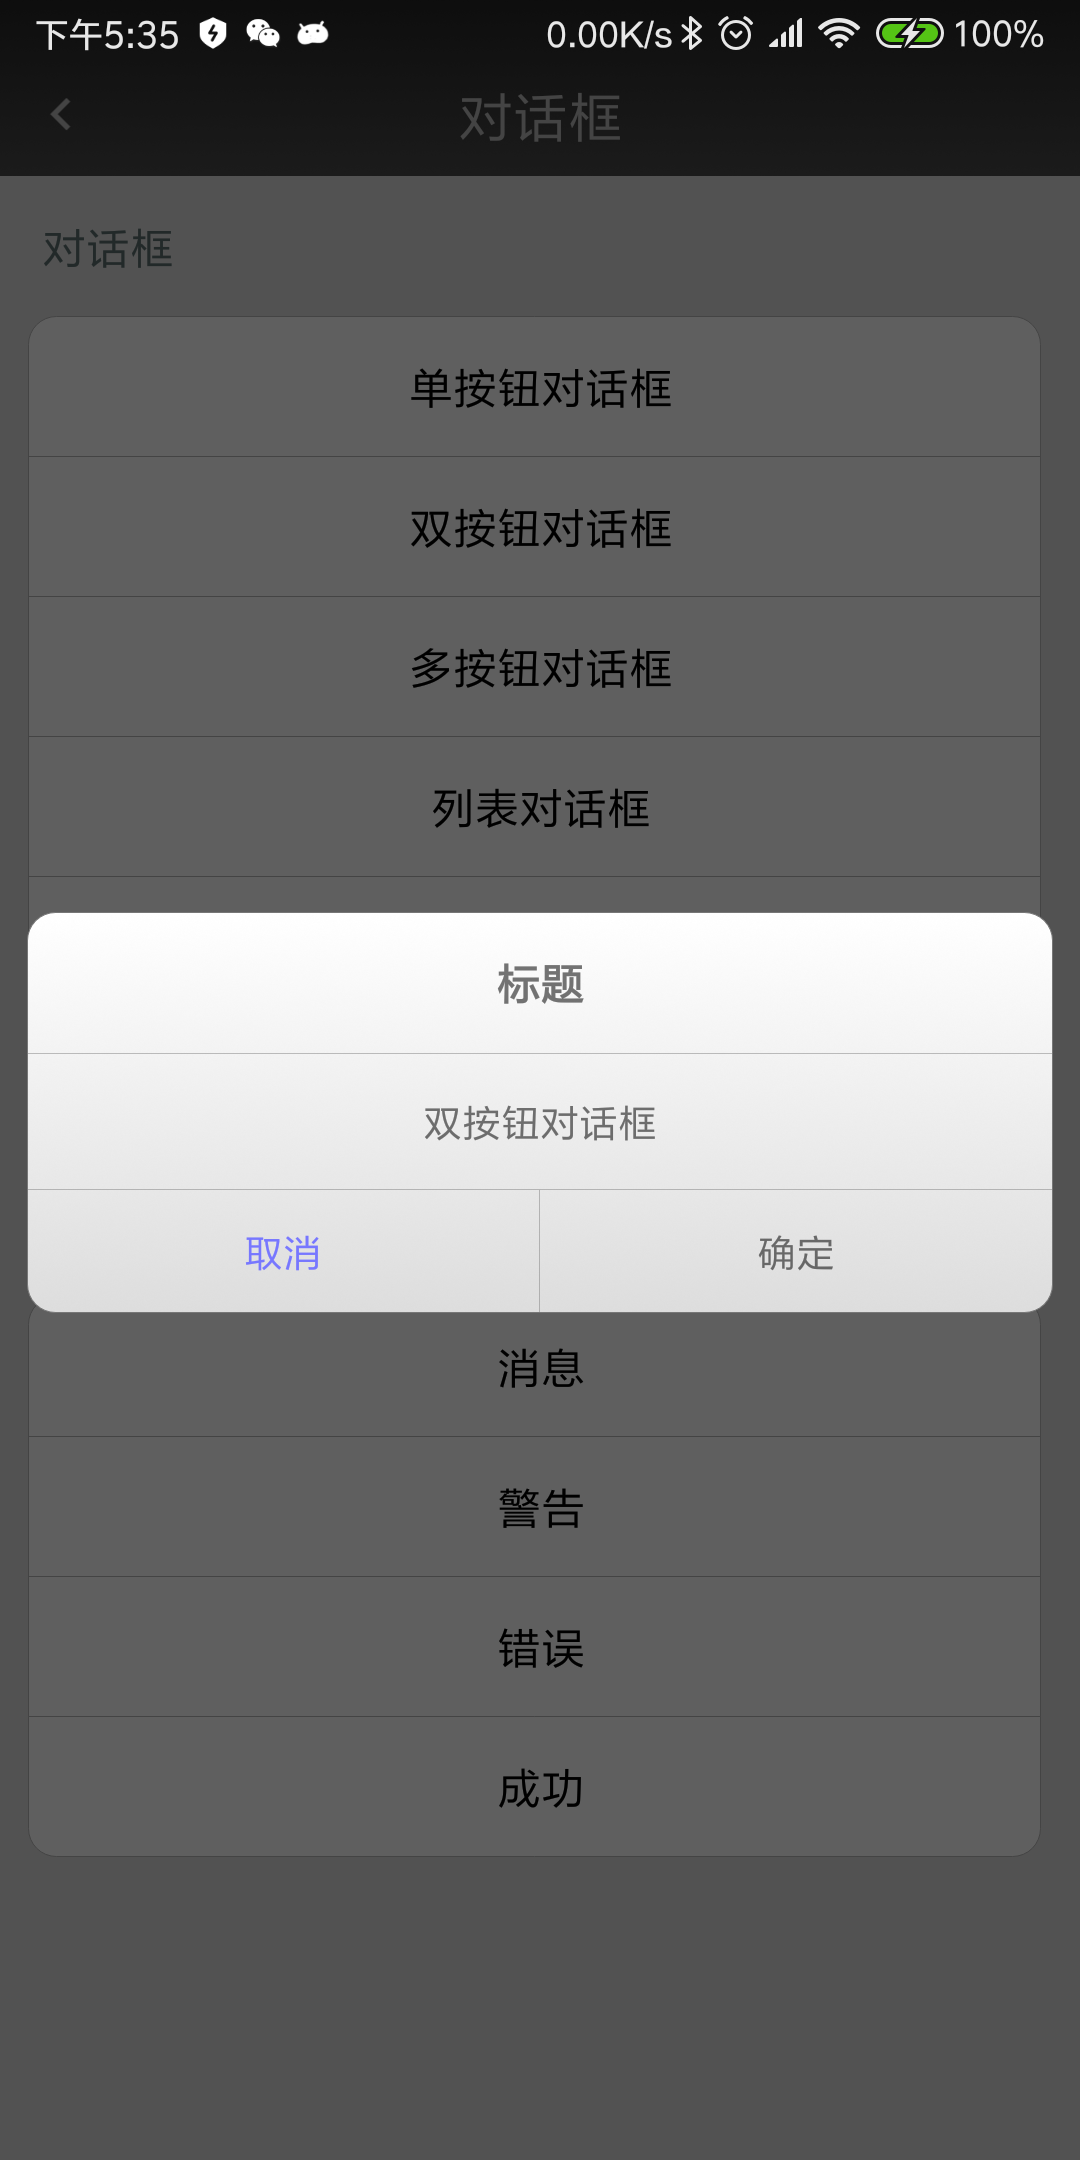 下午5:35 0.00K/s 100%
对话框
对话框
单按钮对话框
双按钮对话框
多按钮对话框
列表对话框
标题
双按钮对话框
取消 确定
消息
警告
错误
成功